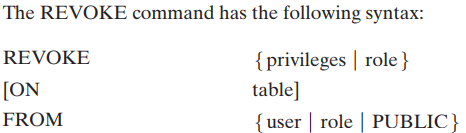 The REVOKE command has the following syntax:
REVOKE {privileges | role}
[ON table]
FROM {user | role | PUBLIC}